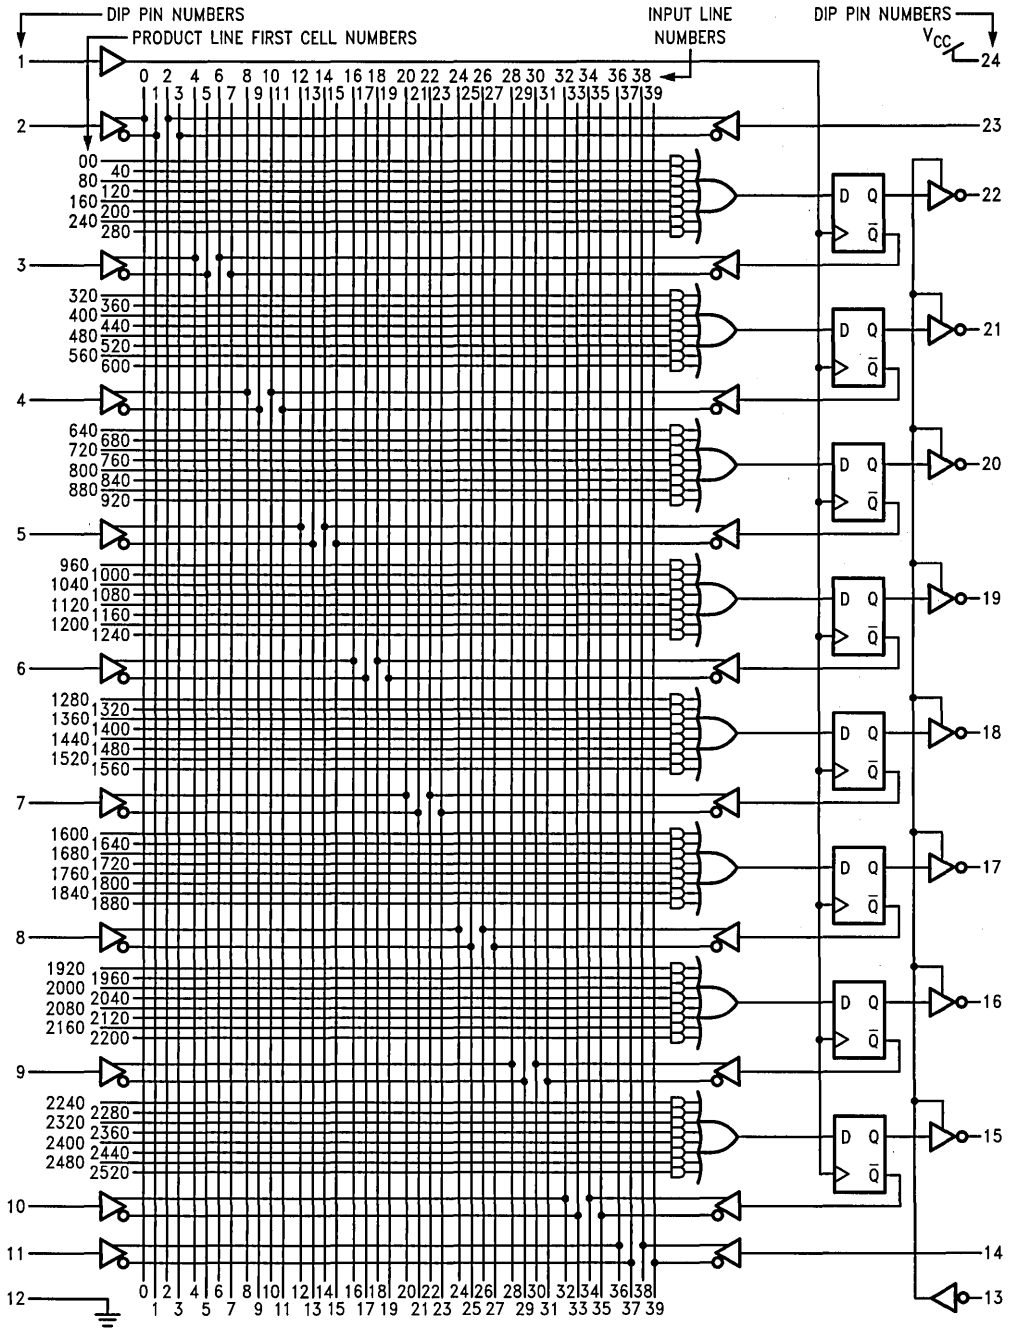 DIP PIN NUMBERS INPUT LINE DIP PIN NUMBERS
PRODUCT LINE FIRST CELL NUMBERS NUMBERS VCC
1 24
0 2 4 6 8 10 12 14 16 18 20 22 24 26 28 30 32 34 36 38
1 3 5 7 9 11 13 15 17 19 21 23 25 27 29 31 33 35 37 39
2 23
00
40
80
120 D Q 22
160
200
240 Q̅
280
3
320
360
400
440 D Q 21
480
520
560 Q̅
600
4
640
680
720
760 D Q 20
800
840
880 Q̅
920
5
960
1000
1040
1080 D Q 19
1120
1160
1200 Q̅
1240
6
1280
1320
1360
1400 D Q 18
1440
1480
1520 Q̅
1560
7
1600
1640
1680
1720 D Q 17
1760
1800
1840 Q̅
1880
8
1920
1960
2000
2040 D Q 16
2080
2120
2160 Q̅
2200
9
2240
2280
2320
2360 D Q 15
2400
2440
2480 Q̅
2520
10
11 14
0 2 4 6 8 10 12 14 16 18 20 22 24 26 28 30 32 34 36 38
12 13
1 3 5 7 9 11 13 15 17 19 21 23 25 27 29 31 33 35 37 39